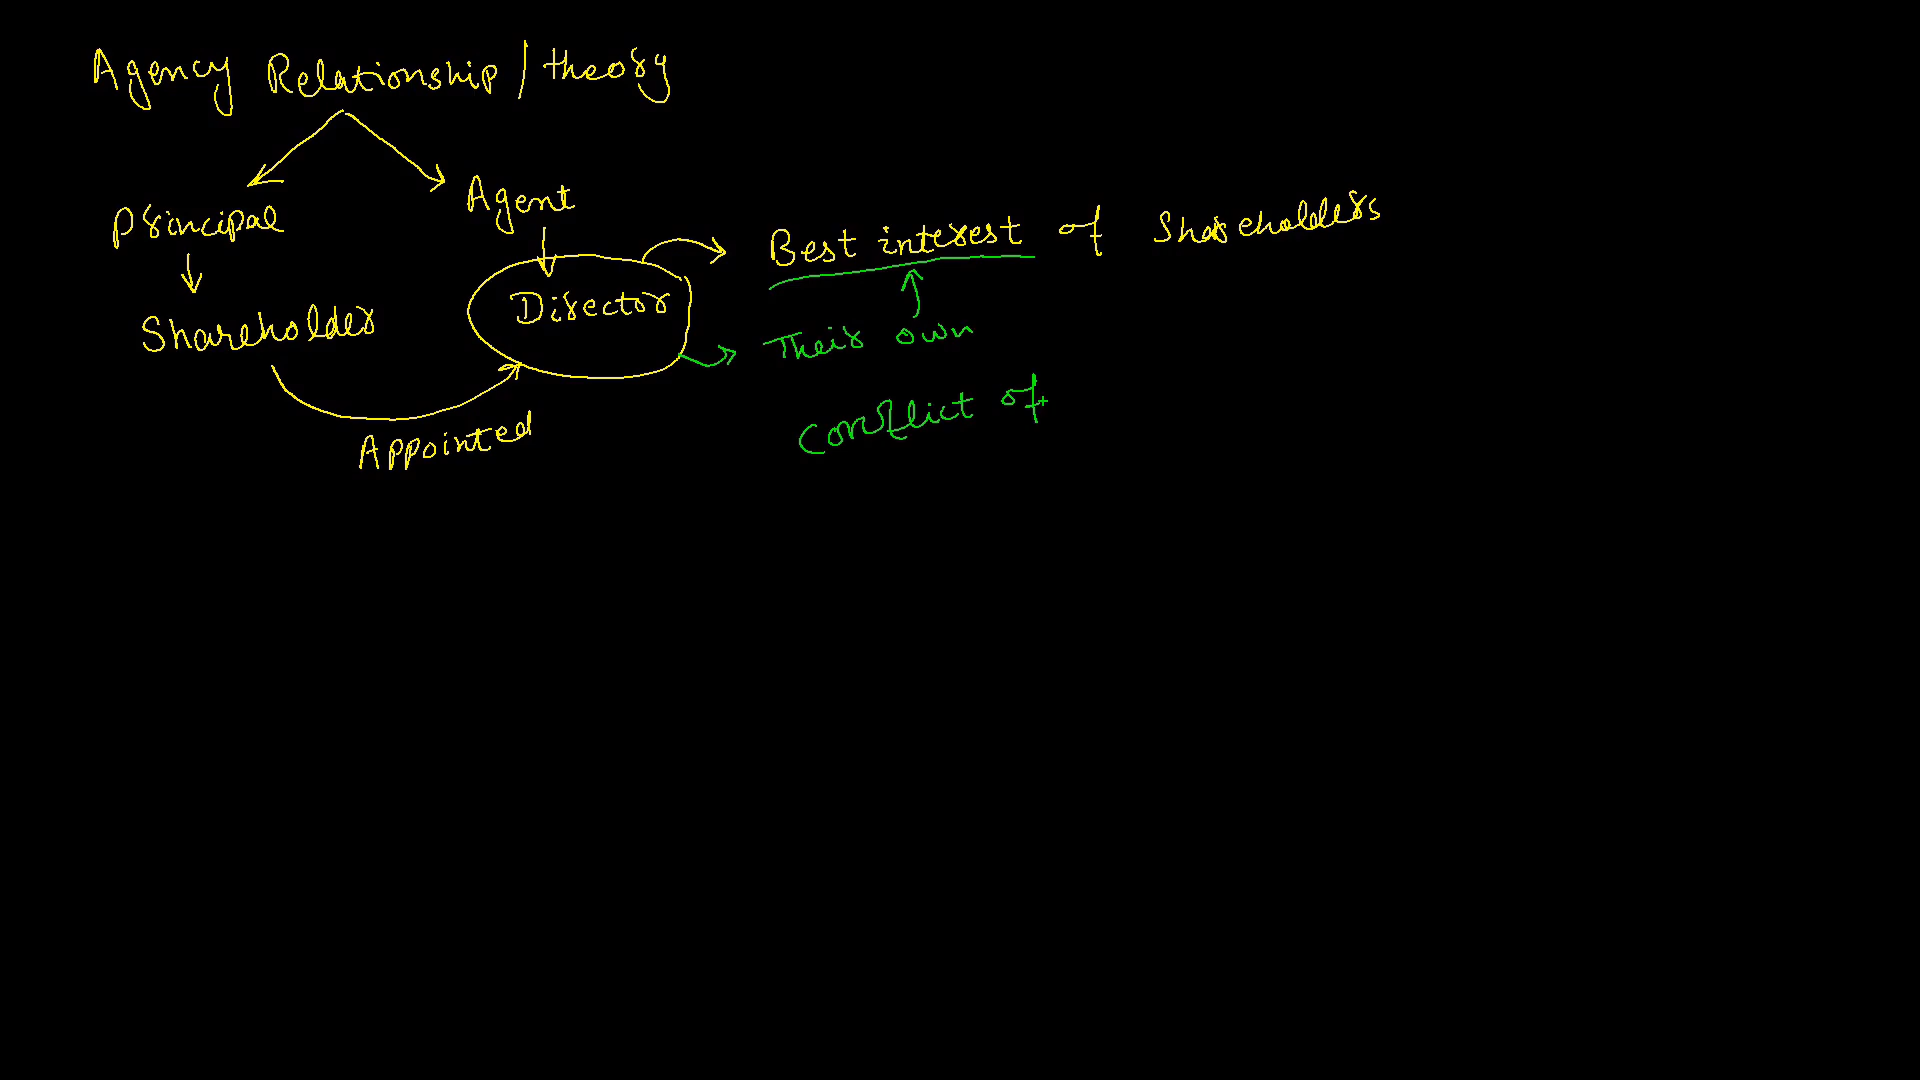 Agency Relationship / theory
Principal
Agent
Shareholder
Director
Appointed
Best interest of Shareholders
Their own
Conflict of